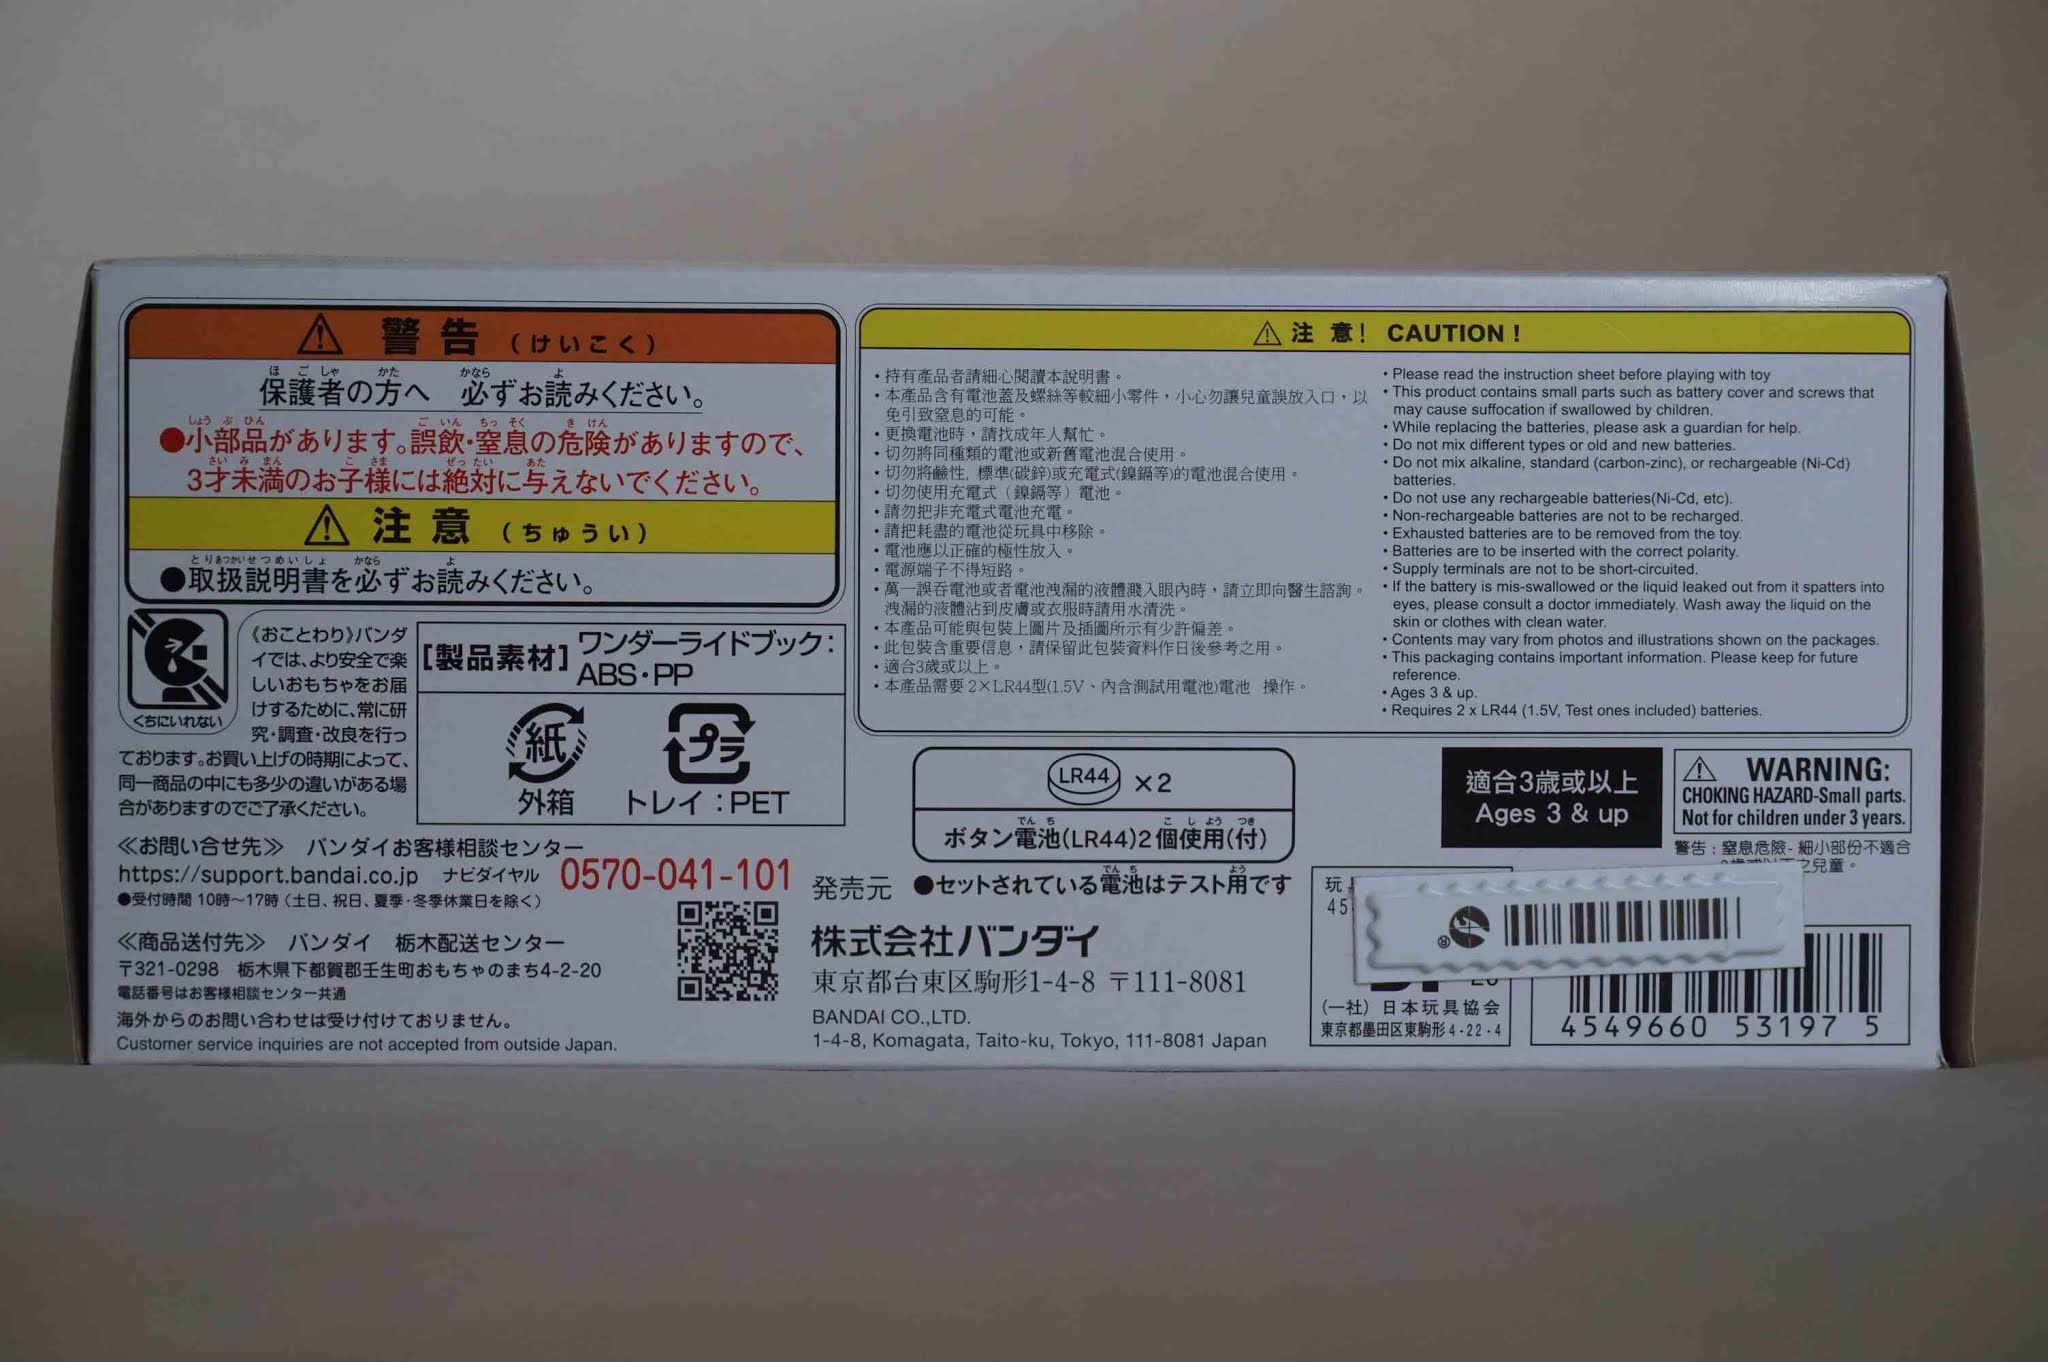 警告（けいこく）
保護者の方へ　必ずお読みください。
●小部品があります。誤飲・窒息の危険がありますので、
3才未満のお子様には絶対に与えないでください。
注意（ちゅうい）
●取扱説明書を必ずお読みください。
くちにいれない
《おことわり》バンダ
イでは、より安全で楽
しいおもちゃをお届
けするために、常に研
究・調査・改良を行っ
ております。お買い上げの時期によって、
同一商品の中にも多少の違いがある場
合がありますのでご了承ください。
[製品素材] ワンダーライドブック：
ABS・PP
紙
外箱
プラ
トレイ：PET
≪お問い合せ先≫　バンダイお客様相談センター
https://support.bandai.co.jp ナビダイヤル 0570-041-101
●受付時間 10時〜17時（土日、祝日、夏季・冬季休業日を除く）
≪商品送付先≫　バンダイ　栃木配送センター
〒321-0298　栃木県下都賀郡壬生町おもちゃのまち4-2-20
電話番号はお客様相談センター共通
海外からのお問い合わせは受け付けておりません。
Customer service inquiries are not accepted from outside Japan.
注 意！ CAUTION !
・持有產品者請細心閱讀本說明書。
・本產品含有電池蓋及螺絲等較細小零件，小心勿讓兒童誤放入口，以
免引致窒息的可能。
・更換電池時，請找成年人幫忙。
・切勿將同種類的電池或新舊電池混合使用。
・切勿將鹼性, 標準(碳鋅)或充電式(鎳鎘等)的電池混合使用。
・切勿使用充電式（鎳鎘等）電池。
・請勿把非充電式電池充電。
・請把耗盡的電池從玩具中移除。
・電池應以正確的極性放入。
・電源端子不得短路。
・萬一誤吞電池或者電池洩漏的液體濺入眼內時，請立即向醫生諮詢。
洩漏的液體沾到皮膚或衣服時請用水清洗。
・本產品可能與包裝上圖片及插圖所示有少許偏差。
・此包裝含重要信息，請保留此包裝資料作日後參考之用。
・適合3歲或以上。
・本產品需要 2×LR44型(1.5V、內含測試用電池)電池 操作。
・Please read the instruction sheet before playing with toy
・This product contains small parts such as battery cover and screws that
may cause suffocation if swallowed by children.
・While replacing the batteries, please ask a guardian for help.
・Do not mix different types or old and new batteries.
・Do not mix alkaline, standard (carbon-zinc), or rechargeable (Ni-Cd)
batteries.
・Do not use any rechargeable batteries(Ni-Cd, etc).
・Non-rechargeable batteries are not to be recharged.
・Exhausted batteries are to be removed from the toy.
・Batteries are to be inserted with the correct polarity.
・Supply terminals are not to be short-circuited.
・If the battery is mis-swallowed or the liquid leaked out from it spatters into
eyes, please consult a doctor immediately. Wash away the liquid on the
skin or clothes with clean water.
・Contents may vary from photos and illustrations shown on the packages.
・This packaging contains important information. Please keep for future
reference.
・Ages 3 & up.
・Requires 2 x LR44 (1.5V, Test ones included) batteries.
LR44 ×2
ボタン電池(LR44)2個使用(付)
●セットされている電池はテスト用です
発売元
株式会社バンダイ
東京都台東区駒形1-4-8 〒111-8081
BANDAI CO.,LTD.
1-4-8, Komagata, Taito-ku, Tokyo, 111-8081 Japan
適合3歲或以上
Ages 3 & up
WARNING:
CHOKING HAZARD-Small parts.
Not for children under 3 years.
警告：窒息危險- 細小部份不適合
之兒童。
玩
45
®
（一社）日本玩具協会
東京都墨田区東駒形 4-22-4
4549660 53197 5